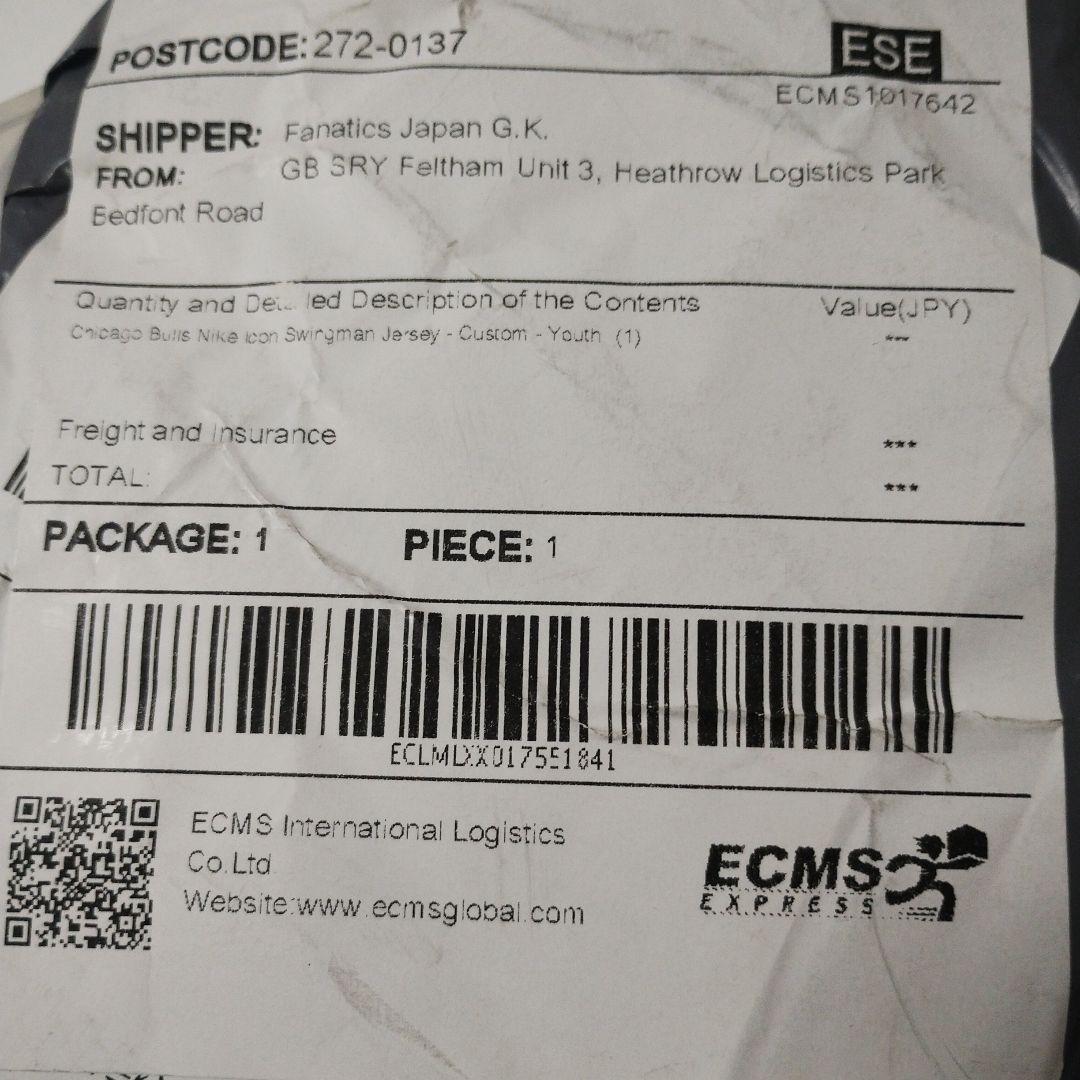 POSTCODE: 272-0137
ESE
ECMS1017642
SHIPPER: Fanatics Japan G.K.
FROM: GB SRY Feltham Unit 3, Heathrow Logistics Park
Bedfont Road
Quantity and De... led Description of the Contents Value(JPY)
Chicago Bulls Nike Icon Swingman Jersey - Custom - Youth (1) ***
Freight and Insurance ***
TOTAL: ***
PACKAGE: 1 PIECE: 1
ECLMLXX017551841
ECMS International Logistics
Co.Ltd
Website:www.ecmsglobal.com
ECMS
EXPRESS